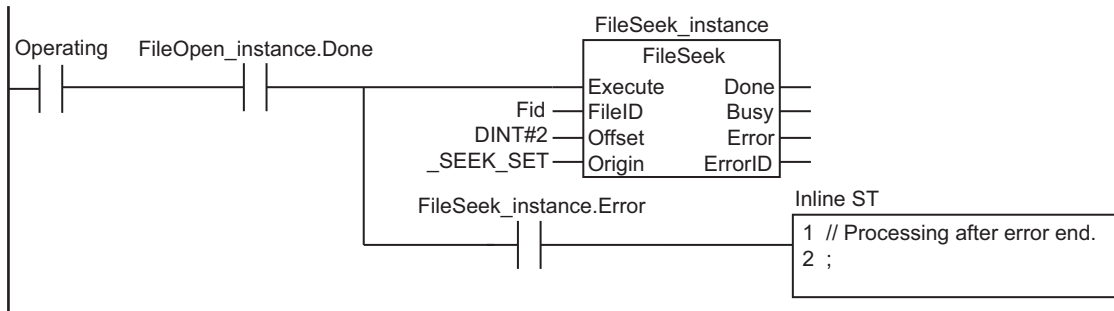 FileSeek_instance
Operating FileOpen_instance.Done FileSeek
Execute Done
Fid FileID Busy
DINT#2 Offset Error
_SEEK_SET Origin ErrorID
FileSeek_instance.Error Inline ST
1 // Processing after error end.
2 ;